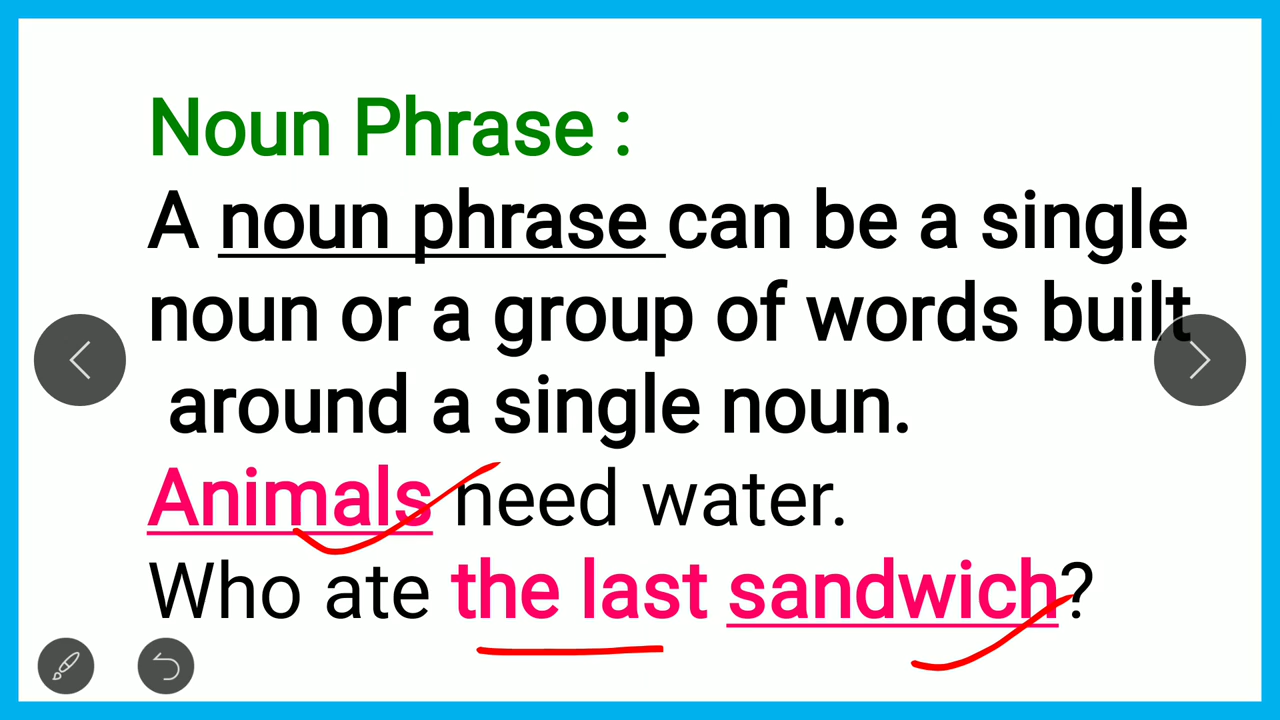 Noun Phrase :
A noun phrase can be a single
noun or a group of words built
around a single noun.
Animals need water.
Who ate the last sandwich?